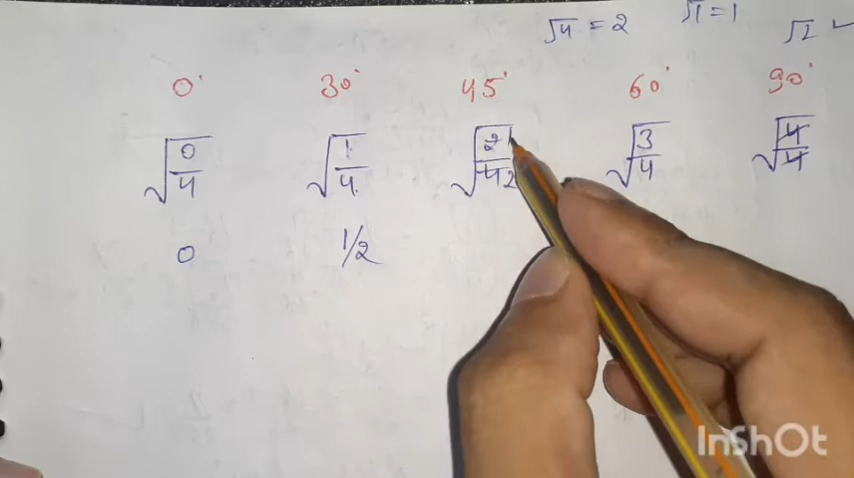 √4 = 2 √1 = 1 √2
0° 30° 45° 60° 90°
√0/4 √1/4 √2/4 2 √3/4 √4/4
0 1/2
InShOt